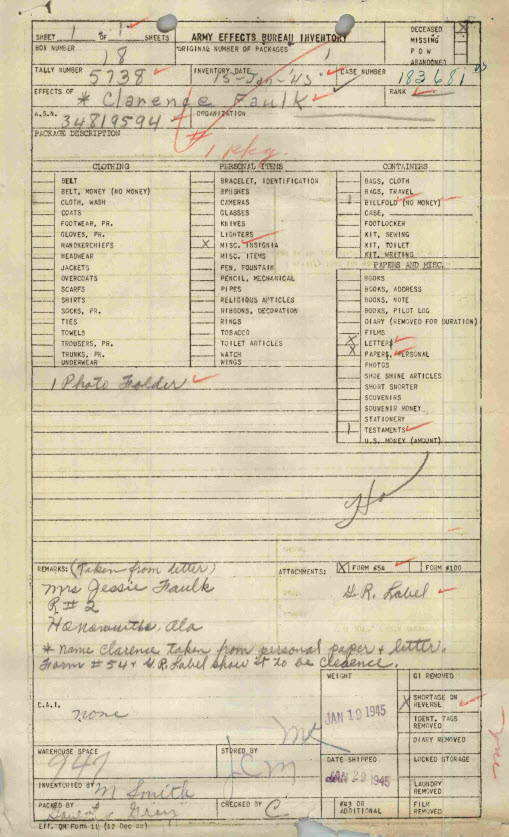 SHEET 1 OF 1 SHEETS
ARMY EFFECTS BUREAU INVENTORY
DECEASED X
MISSING
P O W
ABANDONED
BOX NUMBER 18
ORIGINAL NUMBER OF PACKAGES 1
TALLY NUMBER 5738
INVENTORY DATE 15-Jan-'45
CASE NUMBER 183681
EFFECTS OF * Clarence Faulk
RANK
A.S.N. 34819594
ORGANIZATION
PACKAGE DESCRIPTION
1 pkg.
CLOTHING
BELT
BELT, MONEY (NO MONEY)
CLOTH, WASH
COATS
FOOTWEAR, PR.
GLOVES, PR.
HANDKERCHIEFS
HEADWEAR
JACKETS
OVERCOATS
SCARFS
SHIRTS
SOCKS, PR.
TIES
TOWELS
TROUSERS, PR.
TRUNKS, PR.
UNDERWEAR
PERSONAL ITEMS
BRACELET, IDENTIFICATION
BRUSHES
CAMERAS
GLASSES
KNIVES
LIGHTERS
X MISC. INSIGNIA
MISC. ITEMS
PEN, FOUNTAIN
PENCIL, MECHANICAL
PIPES
RELIGIOUS ARTICLES
RIBBONS, DECORATION
RINGS
TOBACCO
TOILET ARTICLES
WATCH
WINGS
CONTAINERS
BAGS, CLOTH
BAGS, TRAVEL
1 BILLFOLD (NO MONEY)
CASE,
FOOTLOCKER
KIT, SEWING
KIT, TOILET
KIT, WRITING
PAPERS AND MISC.
BOOKS
BOOKS, ADDRESS
BOOKS, NOTE
BOOKS, PILOT LOG
DIARY (REMOVED FOR DURATION)
FILMS
X LETTERS
X PAPERS, PERSONAL
PHOTOS
SHOE SHINE ARTICLES
SHORT SNORTER
SOUVENIRS
SOUVENIR MONEY
STATIONERY
1 TESTAMENTS
U.S. MONEY (AMOUNT)
1 Photo Folder
REMARKS: (Taken from letter)
Mrs Jessie Faulk
R # 2
Ala
* Name Clarence taken from personal paper + letter.
Form #54 + G.R. Label show it to be Clearence.
ATTACHMENTS: X FORM #54 FORM #100
G.R. Label
C.A.I. none
WEIGHT
JAN 19 1945
GI REMOVED
X SHORTAGE ON REVERSE
IDENT. TAGS REMOVED
DIARY REMOVED
WAREHOUSE SPACE 947
STORED BY JCM
DATE SHIPPED
JAN 29 1945
LOCKED STORAGE
LAUNDRY REMOVED
INVENTORIED BY M Smith
PACKED BY
CHECKED BY C
#43 OR ADDITIONAL
FILM REMOVED
Eff. QM Form 11